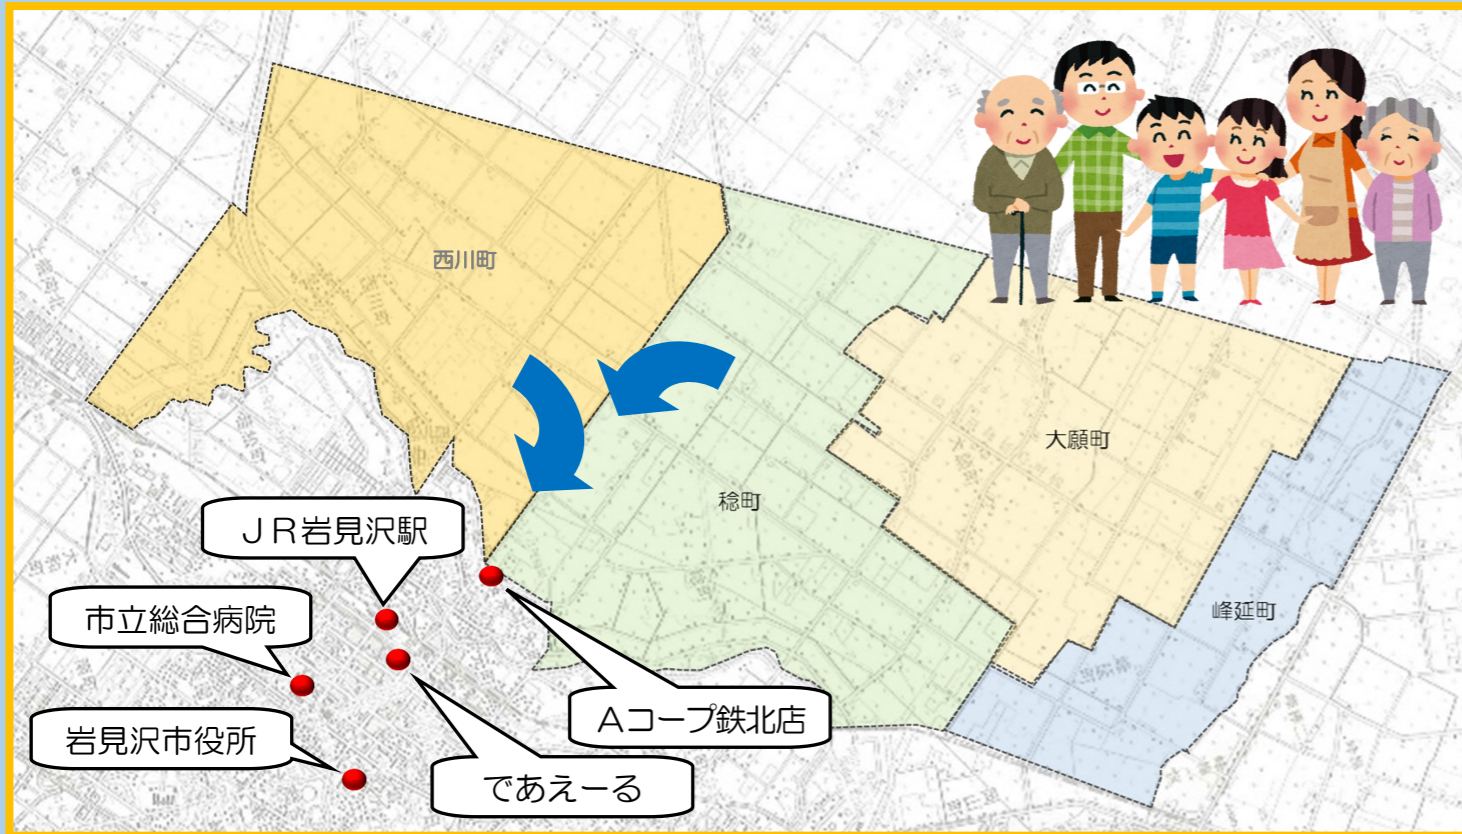 西川町
稔町
大願町
峰延町
JR岩見沢駅
市立総合病院
岩見沢市役所
であえーる
Aコープ鉄北店